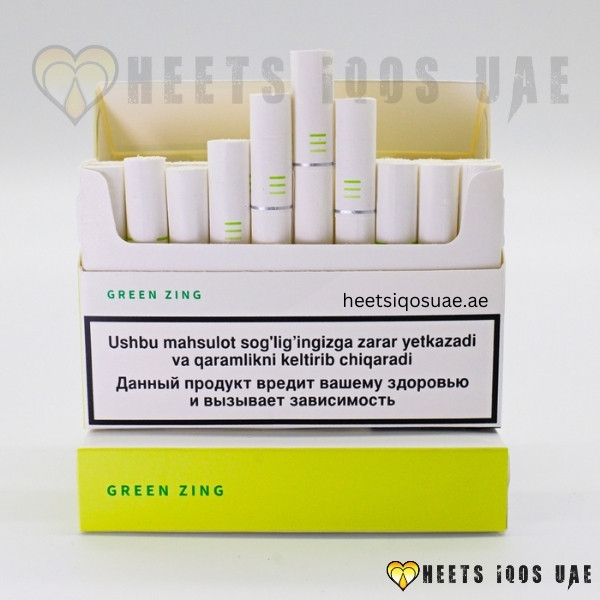 HEETS iQOS UAE
GREEN ZING
heetsiqosuae.ae
Ushbu mahsulot sog'lig'ingizga zarar yetkazadi
va qaramlikni keltirib chiqaradi
Данный продукт вредит вашему здоровью
и вызывает зависимость
GREEN ZING
HEETS iQOS UAE